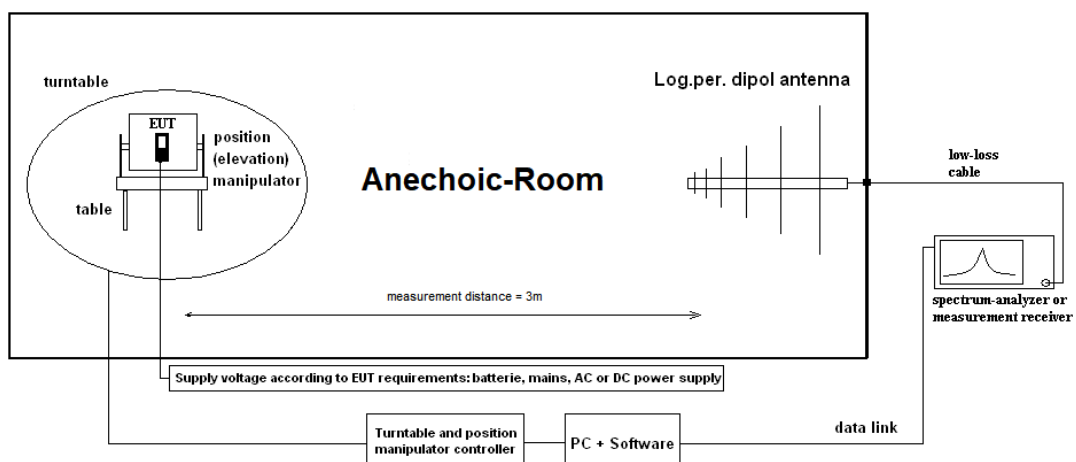 turntable
EUT
position
(elevation)
manipulator
table
Anechoic-Room
Log.per. dipol antenna
low-loss
cable
spectrum-analyzer or
measurement receiver
measurement distance = 3m
Supply voltage according to EUT requirements: batterie, mains, AC or DC power supply
Turntable and position
manipulator controller
PC + Software
data link